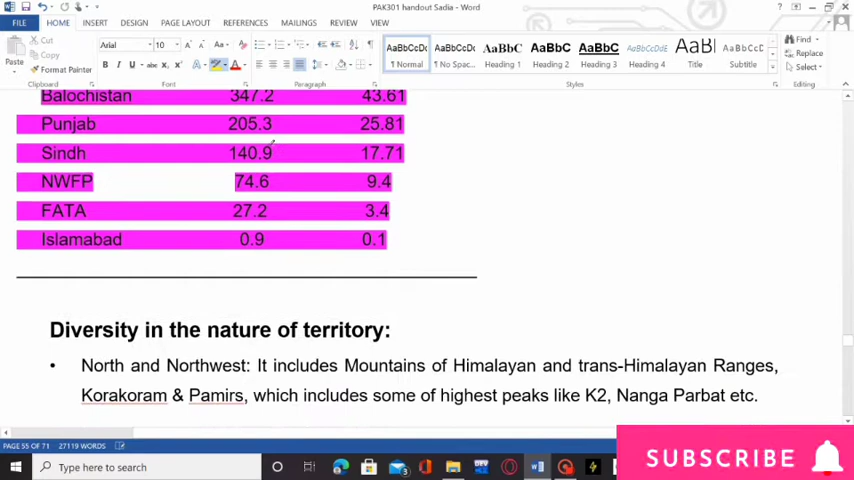 PAK301 handout Sadia - Word
FILE HOME INSERT DESIGN PAGE LAYOUT REFERENCES MAILINGS REVIEW VIEW
Paste
Cut
Copy
Format Painter
Clipboard
Arial 10
Font
Paragraph
AaBbCcDc AaBbCcDc AaBbC AaBbCc AaBbCc AaBbCcDdE AaBl AaBbCcDc
¶ Normal ¶ No Spac... Heading 1 Heading 2 Heading 3 Heading 4 Title Subtitle
Styles
Find
Replace
Select
Editing
Balochistan 347.2 43.61
Punjab 205.3 25.81
Sindh 140.9 17.71
NWFP 74.6 9.4
FATA 27.2 3.4
Islamabad 0.9 0.1
Diversity in the nature of territory:
• North and Northwest: It includes Mountains of Himalayan and trans-Himalayan Ranges,
Korakoram & Pamirs, which includes some of highest peaks like K2, Nanga Parbat etc.
PAGE 55 OF 71 27119 WORDS
Type here to search
SUBSCRIBE